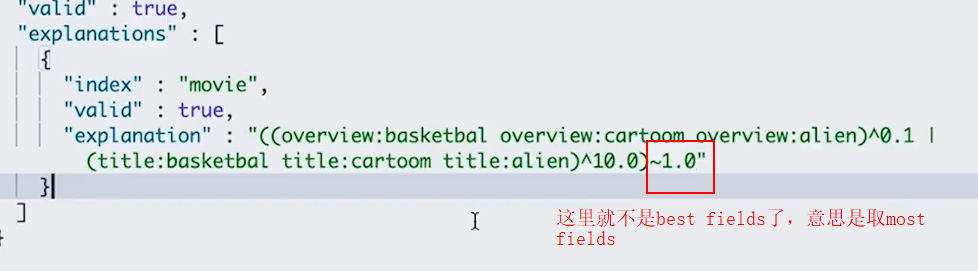 "valid" : true,
"explanations" : [
{
"index" : "movie",
"valid" : true,
"explanation" : "((overview:basketbal overview:cartoom overview:alien)^0.1 |
(title:basketbal title:cartoom title:alien)^10.0)~1.0"
}
]
}
这里就不是best fields了，意思是取most
fields